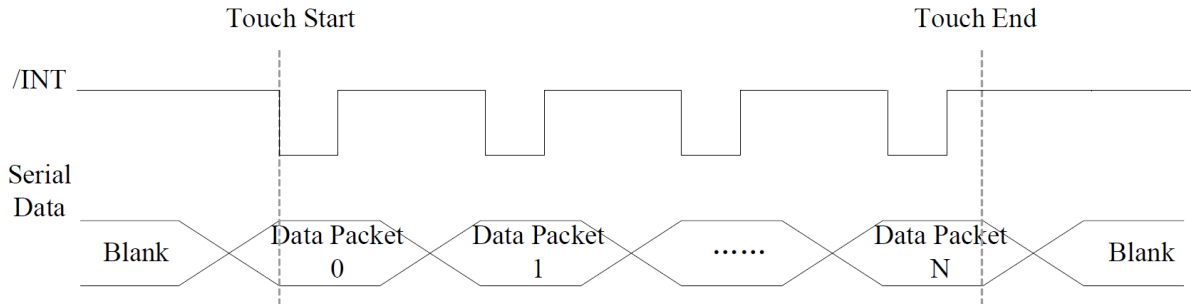 Touch Start
Touch End
/INT
Serial
Data
Blank
Data Packet
0
Data Packet
1
……
Data Packet
N
Blank